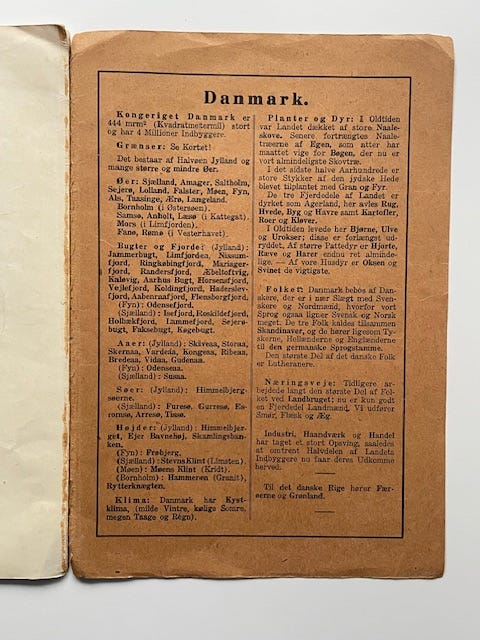 Danmark.
Kongeriget Danmark er
444 mrm² (Kvadratmetermil) stort
og har 4 Millioner Indbyggere.
Grænser: Se Kortet!
Det bestaar af Halvøen Jylland og
mange større og mindre Øer.
Øer: Sjælland, Amager, Saltholm,
Sejerø, Lolland, Falster, Møen, Fyn,
Als, Taasinge, Ærø, Langeland.
Bornholm (i Østersøen).
Samsø, Anholt, Læsø (i Kattegat).
Mors (i Limfjorden).
Fanø, Rømø (i Vesterhavet).
Bugter og Fjorde: (Jylland):
Jammerbugt, Limfjorden, Nissum-
fjord, Ringkøbingfjord, Mariager-
fjord, Randersfjord, Æbeltoftvig,
Kaløvig, Aarhus Bugt, Horsensfjord,
Vejlefjord, Koldingfjord, Haderslev-
fjord, Aabenraafjord, Flensborgfjord.
(Fyn): Odensefjord.
(Sjælland): Isefjord, Roskildefjord,
Holbækfjord, Lammefjord, Sejerø-
bugt, Faksebugt, Køgebugt.
Aaer: (Jylland): Skiveaa, Storaa,
Skernaa, Vardeaa, Kongeaa, Ribeaa,
Bredeaa, Vidaa, Gudenaa.
(Fyn): Odenseaa.
(Sjælland): Susaa.
Søer: (Jylland): Himmelbjerg-
søerne.
(Sjælland): Furesø, Gurresø, Es-
romsø, Arresø, Tissø.
Højder: (Jylland): Himmelbjer-
get, Ejer Bavnehøj, Skamlingsban-
ken.
(Fyn): Frøbjerg.
(Sjælland): Stevns Klint (Limsten).
(Møen): Møens Klint (Kridt).
(Bornholm): Hammeren (Granit),
Rytterknægten.
Klima: Danmark har Kyst-
klima, (milde Vintre, kølige Somre,
megen Taage og Regn).
Planter og Dyr: I Oldtiden
var Landet dækket af store Naale-
skove. Senere fortrængtes Naale-
træerne af Egen, som atter har
maattet vige for Bøgen, der nu er
vort almindeligste Skovtræ.
I det sidste halve Aarhundrede er
store Stykker af den jydske Hede
blevet tilplantet med Gran og Fyr.
De tre Fjerdedele af Landet er
dyrket som Agerland, her avles Rug,
Hvede, Byg og Havre samt Kartofler,
Roer og Kløver.
I Oldtiden levede her Bjørne, Ulve
og Urokser; disse er forlængst ud-
ryddet. Af større Pattedyr er Hjorte,
Ræve og Harer endnu ret alminde-
lige. — Af vore Husdyr er Oksen og
Svinet de vigtigste.
Folket: Danmark bebos af Dan-
skere, der er i nær Slægt med Sven-
skere og Nordmænd, hvorfor vort
Sprog ogsaa ligner Svensk og Norsk
meget. De tre Folk kaldes tilsammen
Skandinaver, og de hører ligesom Ty-
skerne, Hollænderne og Englænderne
til den germanske Sprogstamme.
Den største Del af det danske Folk
er Lutheranere.
Næringsveje: Tidligere ar-
bejdede langt den største Del af Fol-
ket ved Landbruget; nu er kun godt
en Fjerdedel Landmænd. Vi udfører
Smør, Flæsk og Æg.
Industri, Haandværk og Handel
har taget et stort Opsving, saaledes
at omtrent Halvdelen af Landets
Indbyggere nu faar deres Udkomme
herved.
Til det danske Rige hører Fær-
øerne og Grønland.